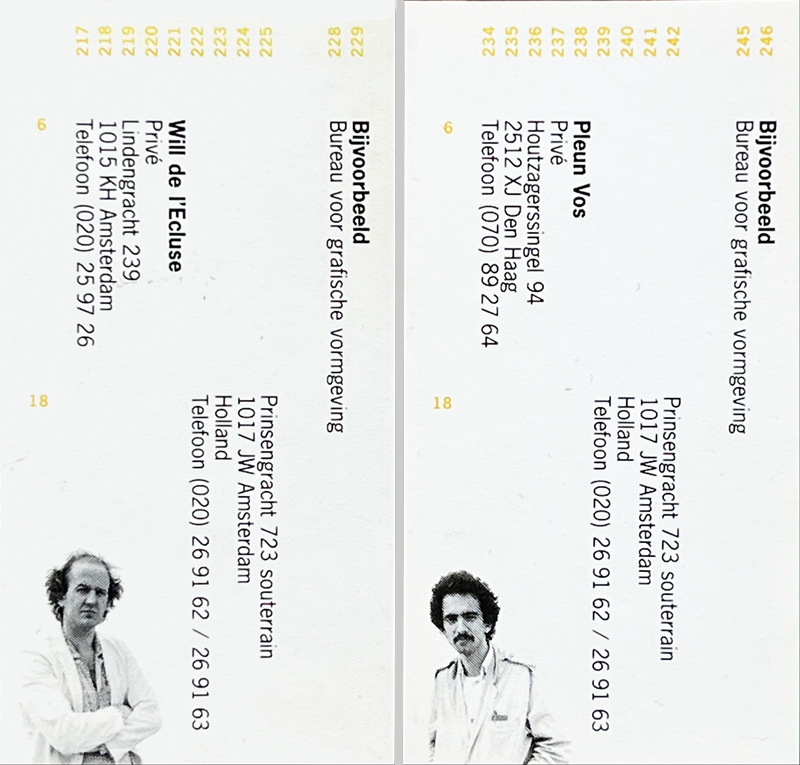 229 Bijvoorbeeld
228 Bureau voor grafische vormgeving
225 Prinsengracht 723 souterrain
224 1017 JW Amsterdam
223 Holland
222 Telefoon (020) 26 91 62 / 26 91 63
221 Will de l'Ecluse
220 Privé
219 Lindengracht 239
218 1015 KH Amsterdam
217 Telefoon (020) 25 97 26
6 18
246 Bijvoorbeeld
245 Bureau voor grafische vormgeving
242 Prinsengracht 723 souterrain
241 1017 JW Amsterdam
240 Holland
239 Telefoon (020) 26 91 62 / 26 91 63
238 Pleun Vos
237 Privé
236 Houtzagerssingel 94
235 2512 XJ Den Haag
234 Telefoon (070) 89 27 64
6 18